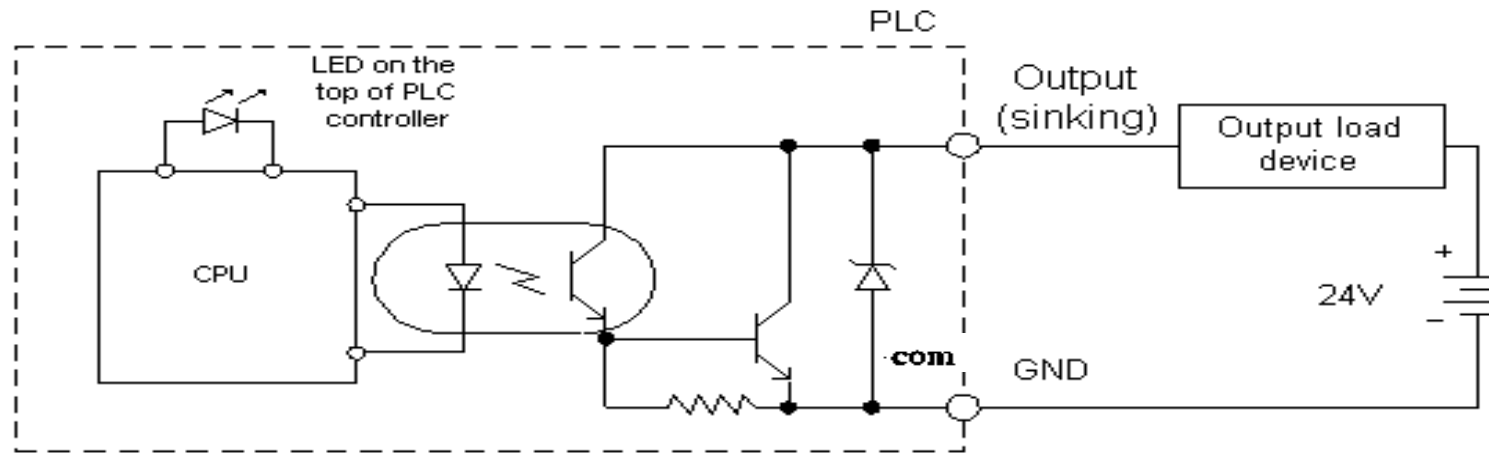 PLC
LED on the
top of PLC
controller
Output
(sinking)
Output load
device
CPU
+
24V
−
com
GND